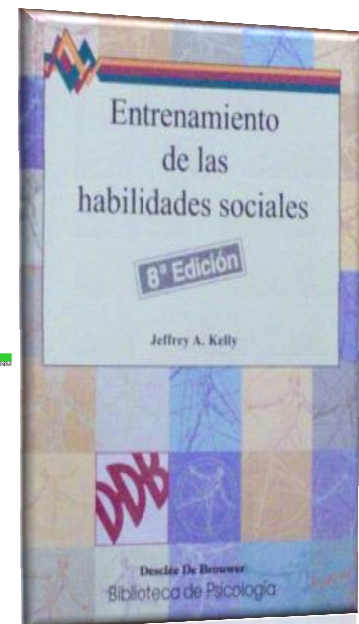 Entrenamiento
de las
habilidades sociales
8ª Edición
Jeffrey A. Kelly
DDB
Desclée De Brouwer
Biblioteca de Psicología